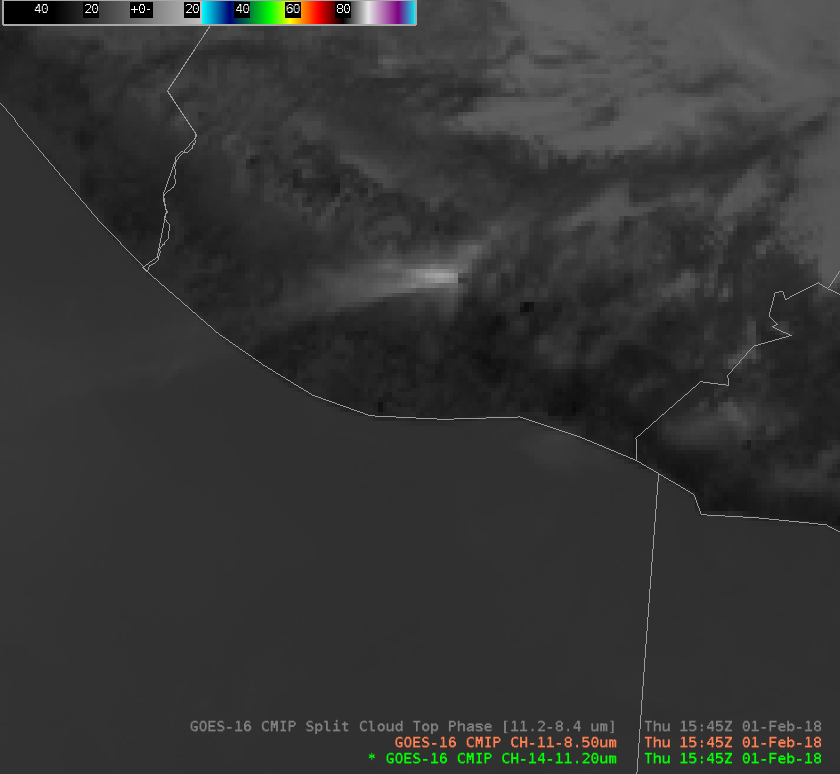 40 20 +0- 20 40 60 80
GOES-16 CMIP Split Cloud Top Phase [11.2-8.4 um] Thu 15:45Z 01-Feb-18
GOES-16 CMIP CH-11-8.50um Thu 15:45Z 01-Feb-18
* GOES-16 CMIP CH-14-11.20um Thu 15:45Z 01-Feb-18